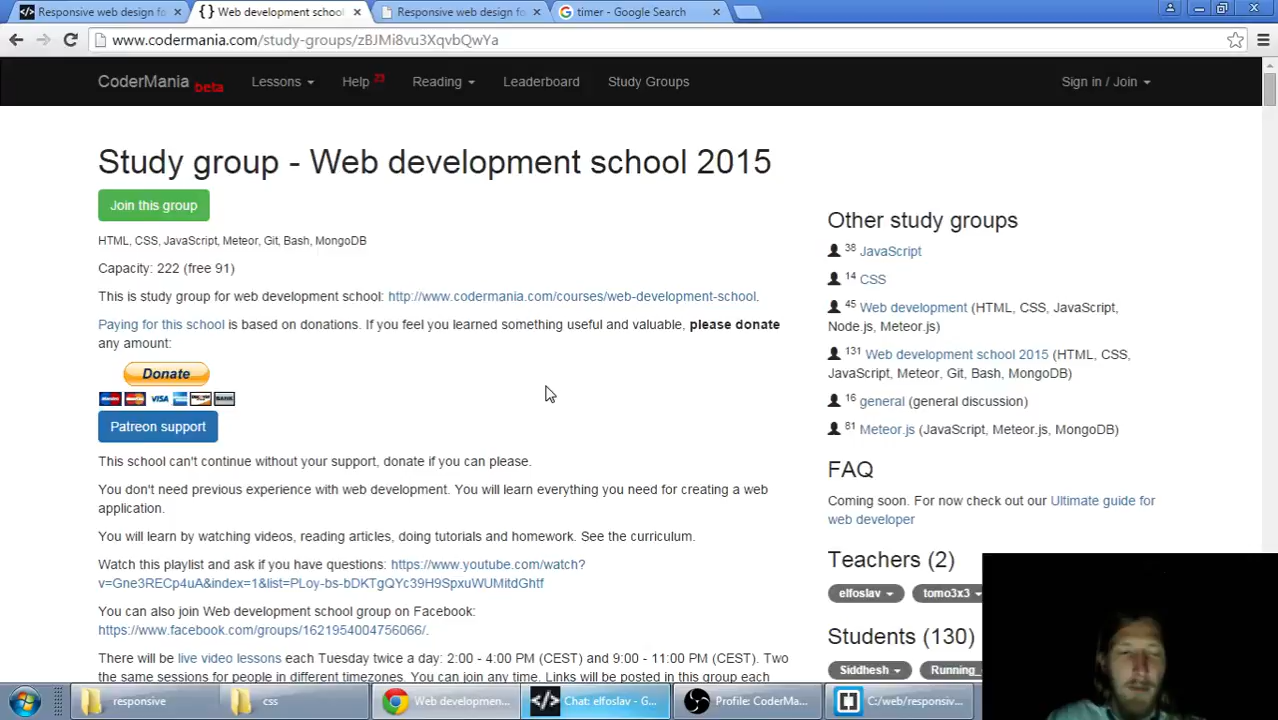 Responsive web design fo
{ } Web development school
Responsive web design fo
timer - Google Search
www.codermania.com/study-groups/zBJMi8vu3XqvbQwYa
CoderMania beta
Lessons
Help 23
Reading
Leaderboard
Study Groups
Sign in / Join
Study group - Web development school 2015
Join this group
HTML, CSS, JavaScript, Meteor, Git, Bash, MongoDB
Capacity: 222 (free 91)
This is study group for web development school: http://www.codermania.com/courses/web-development-school.
Paying for this school is based on donations. If you feel you learned something useful and valuable, please donate
any amount:
Donate
VISA
Patreon support
This school can't continue without your support, donate if you can please.
You don't need previous experience with web development. You will learn everything you need for creating a web
application.
You will learn by watching videos, reading articles, doing tutorials and homework. See the curriculum.
Watch this playlist and ask if you have questions: https://www.youtube.com/watch?
v=Gne3RECp4uA&index=1&list=PLoy-bs-bDKTgQYc39H9SpxuWUMitdGhtf
You can also join Web development school group on Facebook:
https://www.facebook.com/groups/1621954004756066/.
There will be live video lessons each Tuesday twice a day: 2:00 - 4:00 PM (CEST) and 9:00 - 11:00 PM (CEST). Two
the same sessions for people in different timezones. You can join any time. Links will be posted in this group each
Other study groups
38 JavaScript
14 CSS
45 Web development (HTML, CSS, JavaScript,
Node.js, Meteor.js)
131 Web development school 2015 (HTML, CSS,
JavaScript, Meteor, Git, Bash, MongoDB)
16 general (general discussion)
81 Meteor.js (JavaScript, Meteor.js, MongoDB)
FAQ
Coming soon. For now check out our Ultimate guide for
web developer
Teachers (2)
elfoslav
tomo3x3
Students (130)
Siddhesh
Running_
responsive
css
Web developmen...
Chat: elfoslav - G...
Profile: CoderMa...
C:/web/responsiv...